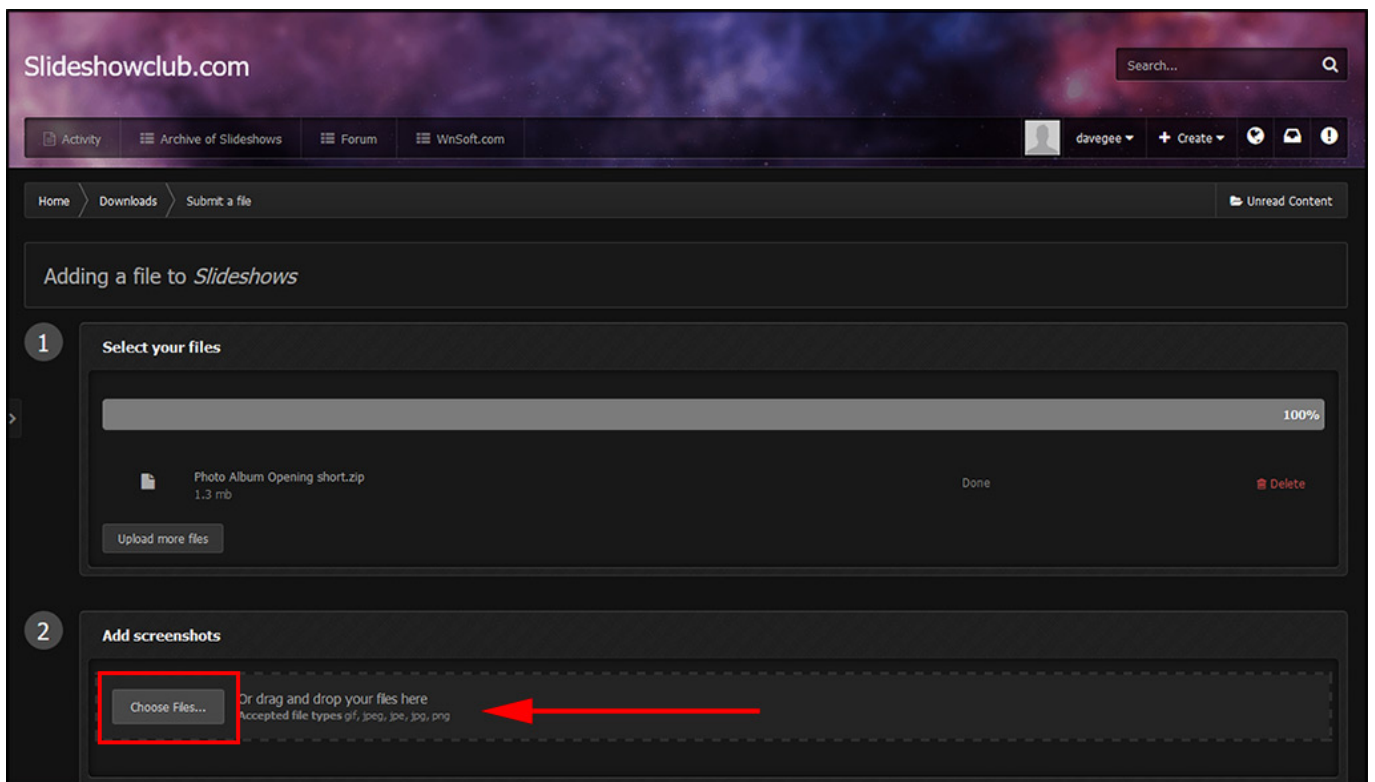 Slideshowclub.com
Search...
Activity
Archive of Slideshows
Forum
WnSoft.com
davegee
Create
Home
Downloads
Submit a file
Unread Content
Adding a file to Slideshows
1
Select your files
100%
Photo Album Opening short.zip
1.3 mb
Done
Delete
Upload more files
2
Add screenshots
Choose Files...
Or drag and drop your files here
Accepted file types gif, jpeg, jpe, jpg, png